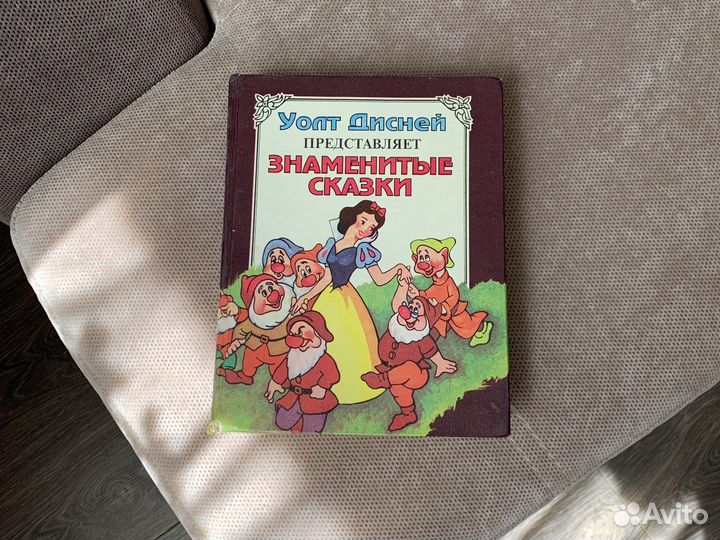 Уолт Дисней
ПРЕДСТАВЛЯЕТ
ЗНАМЕНИТЫЕ
СКАЗКИ
Avito